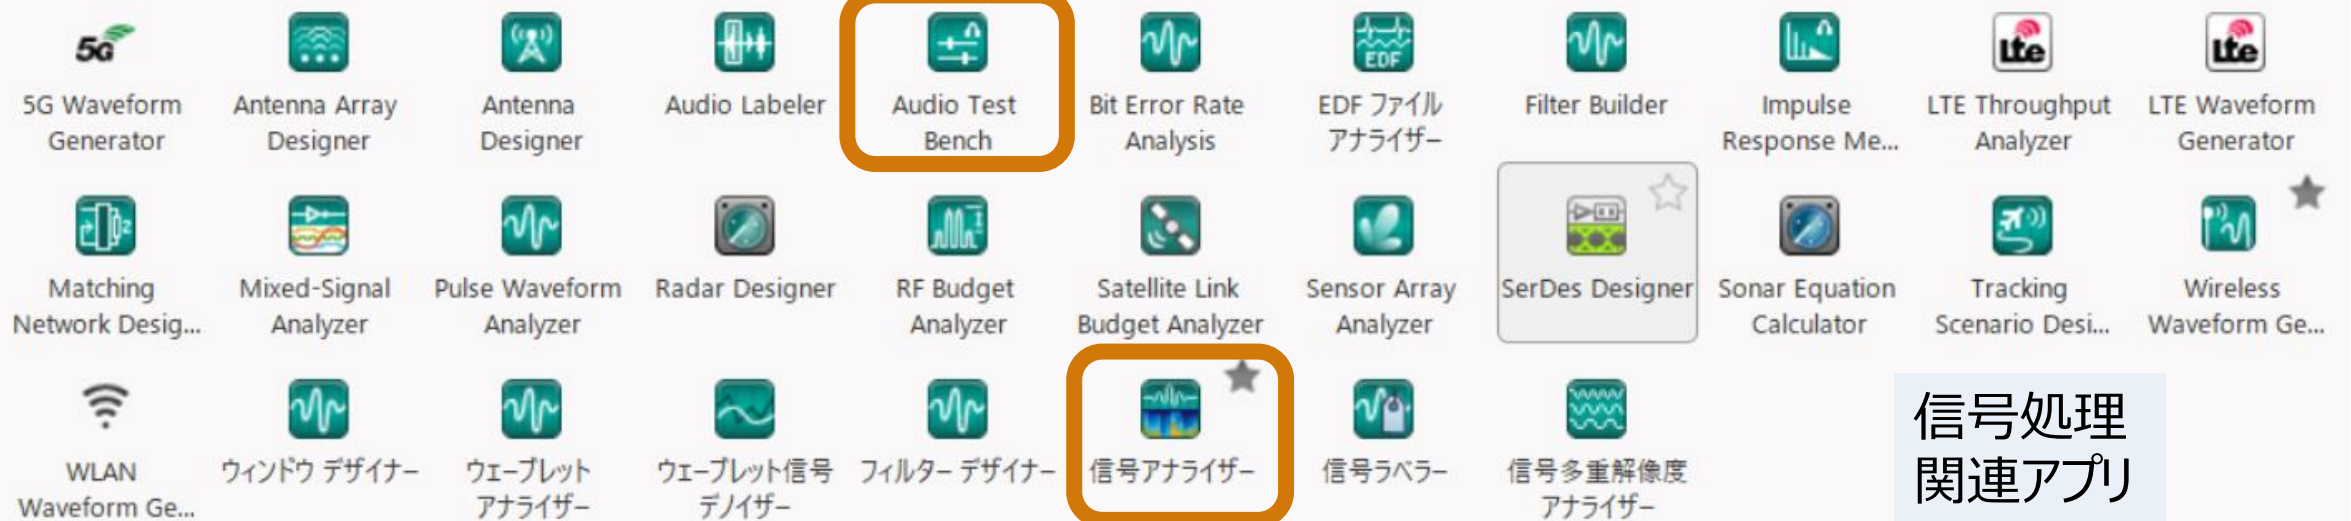 5G
EDF
Lte
Lte
5G Waveform
Generator
Antenna Array
Designer
Antenna
Designer
Audio Labeler
Audio Test
Bench
Bit Error Rate
Analysis
EDF ファイル
アナライザー
Filter Builder
Impulse
Response Me...
LTE Throughput
Analyzer
LTE Waveform
Generator
Matching
Network Desig...
Mixed-Signal
Analyzer
Pulse Waveform
Analyzer
Radar Designer
RF Budget
Analyzer
Satellite Link
Budget Analyzer
Sensor Array
Analyzer
SerDes Designer
Sonar Equation
Calculator
Tracking
Scenario Desi...
Wireless
Waveform Ge...
WLAN
Waveform Ge...
ウィンドウ デザイナー
ウェーブレット
アナライザー
ウェーブレット信号
デノイザー
フィルター デザイナー
信号アナライザー
信号ラベラー
信号多重解像度
アナライザー
信号処理
関連アプリ